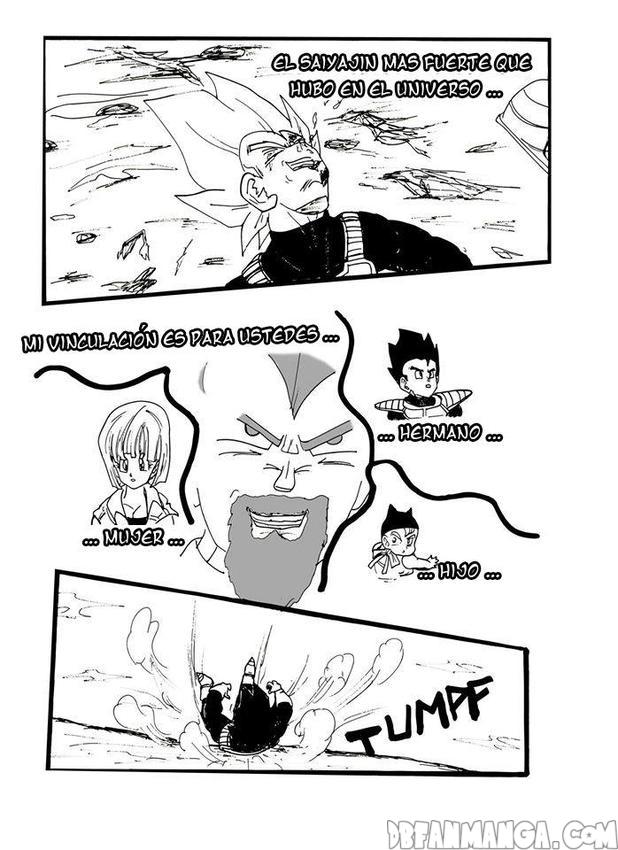 EL SAIYAJIN MAS FUERTE QUE
HUBO EN EL UNIVERSO ...
MI VINCULACIÓN ES PARA USTEDES ...
... HERMANO ...
... MUJER ...
... HIJO ...
TUMPF
DBFANMANGA.COM